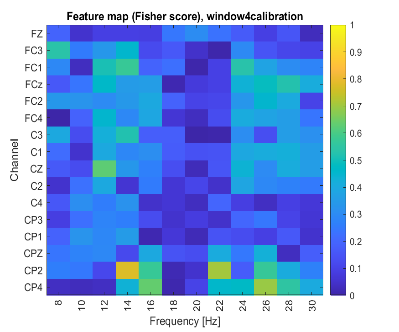 Feature map (Fisher score), window4calibration
Channel
FZ
FC3
FC1
FCz
FC2
FC4
C3
C1
CZ
C2
C4
CP3
CP1
CPZ
CP2
CP4
8 10 12 14 16 18 20 22 24 26 28 30
Frequency [Hz]
1
0.9
0.8
0.7
0.6
0.5
0.4
0.3
0.2
0.1
0